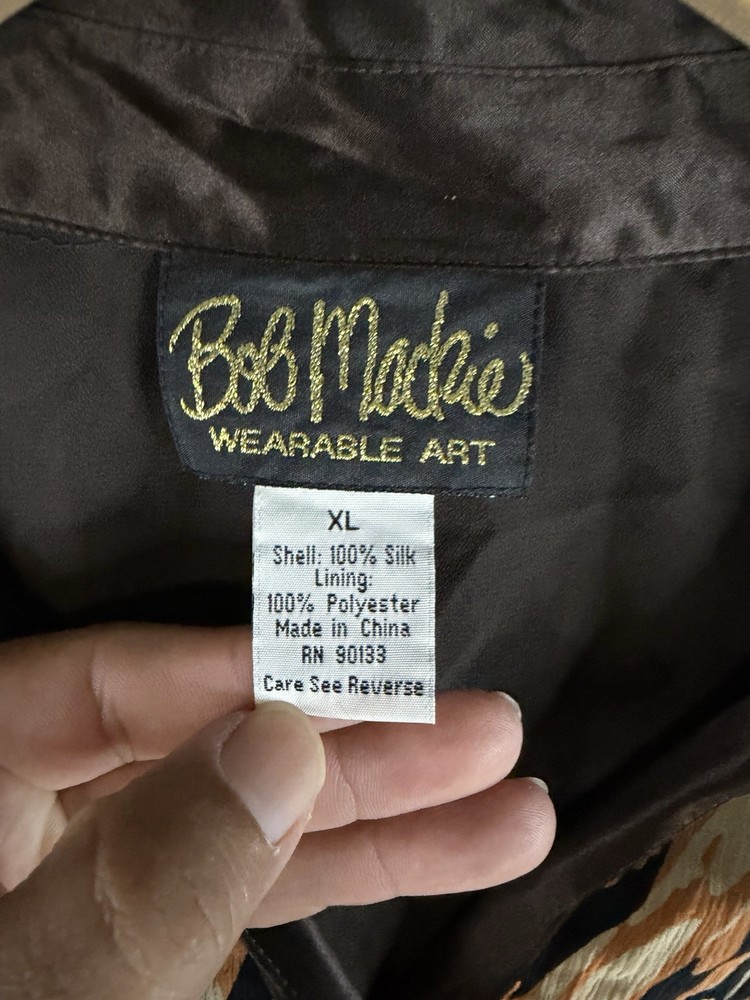 Bob Mackie
WEARABLE ART
XL
Shell: 100% Silk
Lining:
100% Polyester
Made in China
RN 90133
Care See Reverse